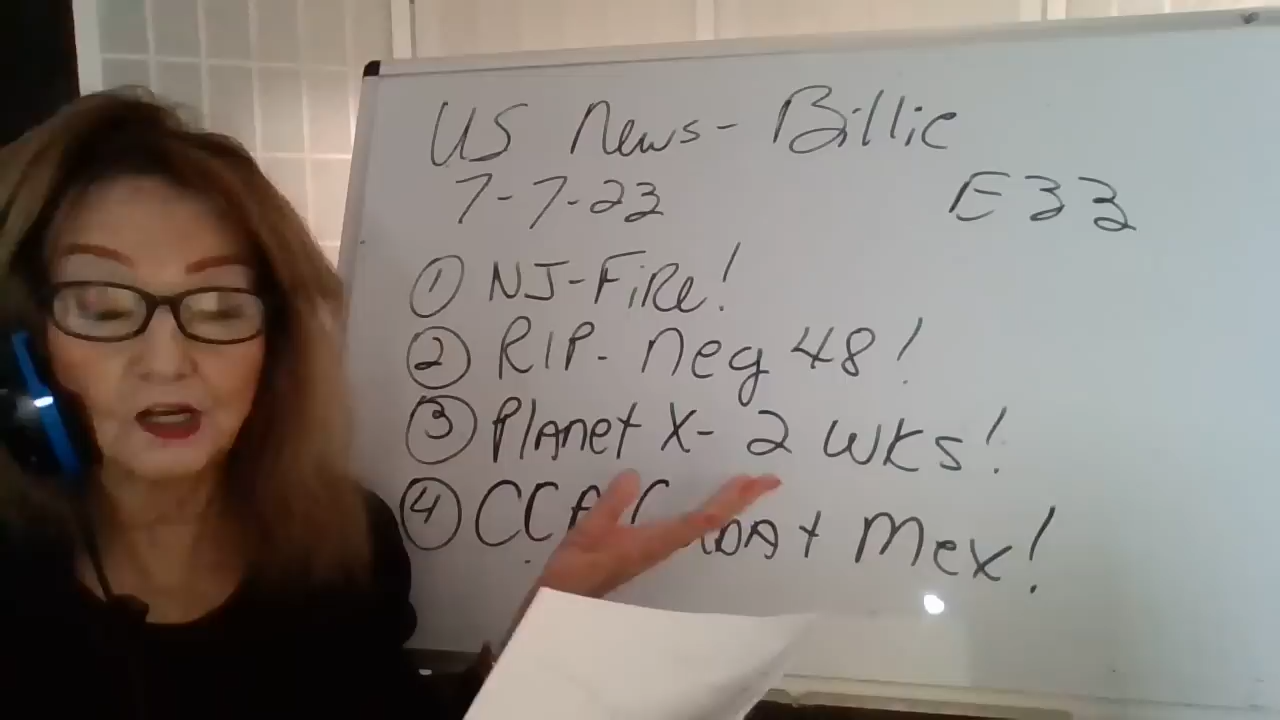 US News- Billie
7-7-23 E33
① NJ-FiRe!
② RIP- neg 48!
③ PlAnet X- 2 wKs!
④ Mex!